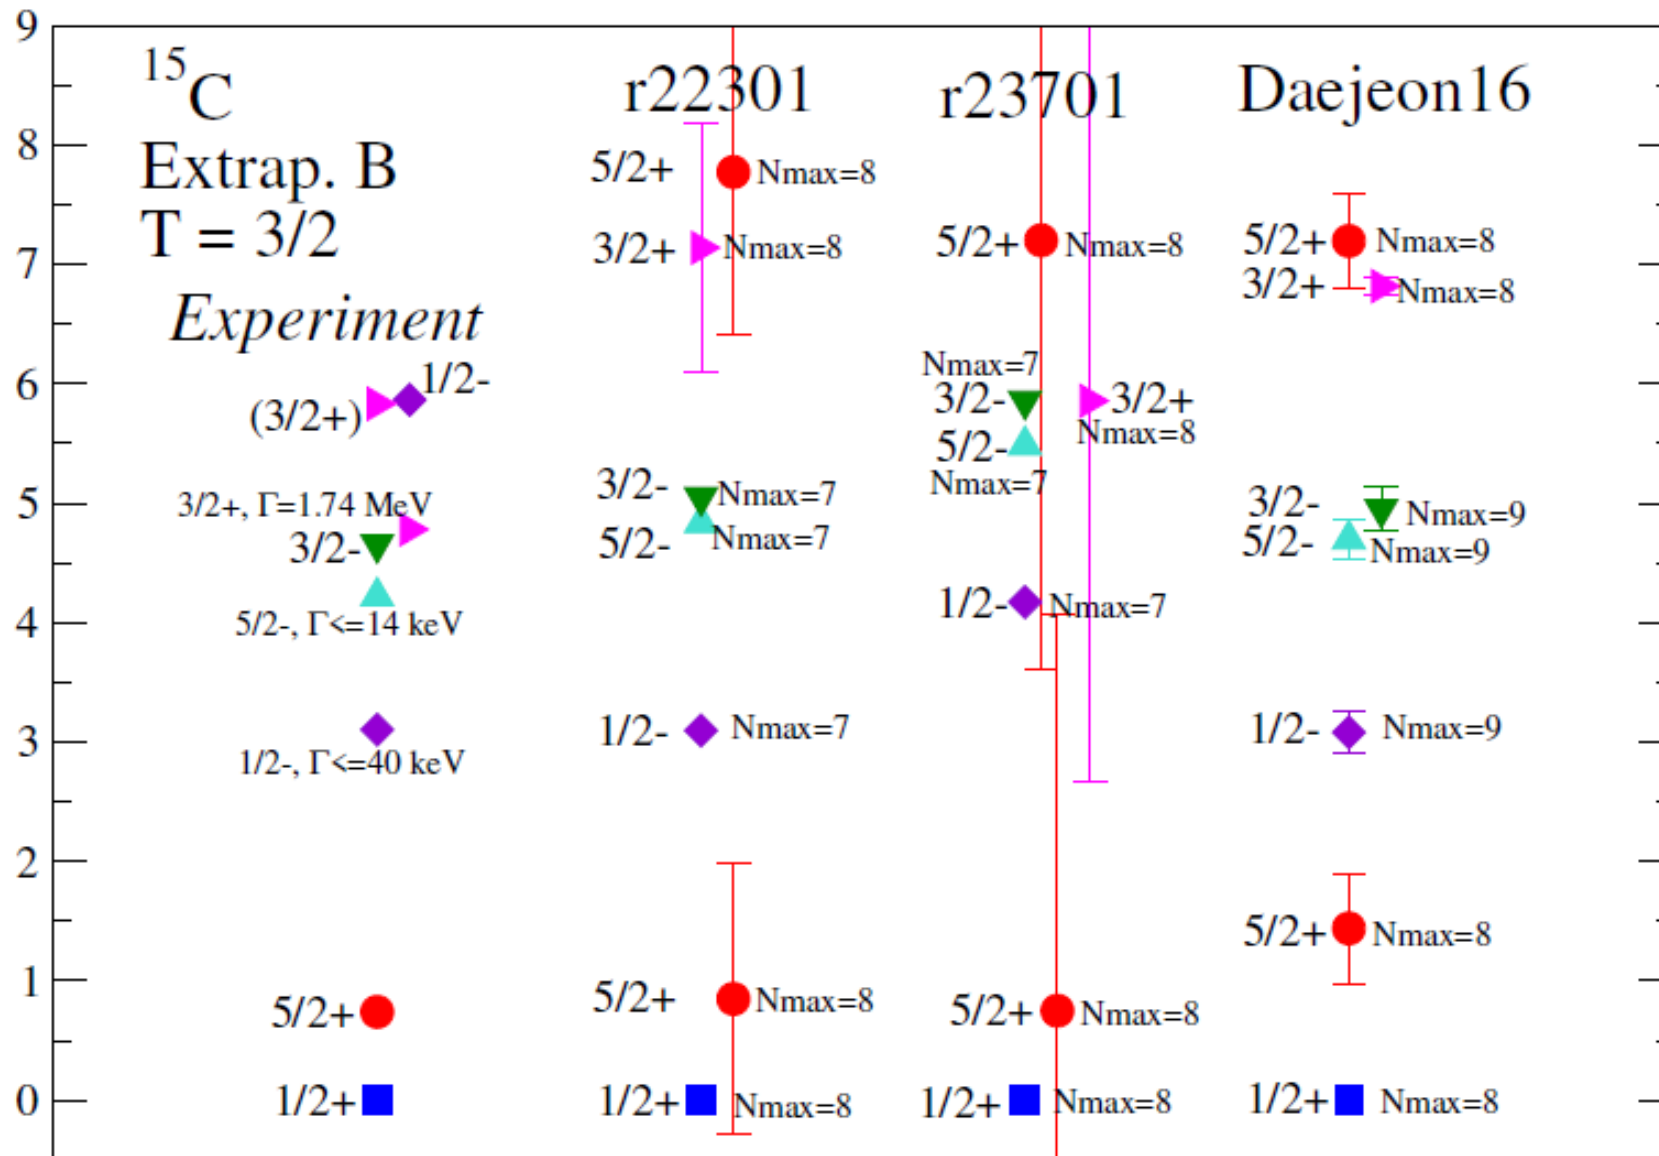 9
8
7
6
5
4
3
2
1
0
15C
Extrap. B
T = 3/2
Experiment
1/2-
(3/2+)
3/2+, Γ=1.74 MeV
3/2-
5/2-, Γ<=14 keV
1/2-, Γ<=40 keV
5/2+
1/2+
r22301
5/2+ Nmax=8
3/2+ Nmax=8
3/2- Nmax=7
5/2- Nmax=7
1/2- Nmax=7
5/2+ Nmax=8
1/2+ Nmax=8
r23701
5/2+ Nmax=8
Nmax=7
3/2- 3/2+
Nmax=8
5/2-
Nmax=7
1/2- Nmax=7
5/2+ Nmax=8
1/2+ Nmax=8
Daejeon16
5/2+ Nmax=8
3/2+ Nmax=8
3/2- Nmax=9
5/2- Nmax=9
1/2- Nmax=9
5/2+ Nmax=8
1/2+ Nmax=8